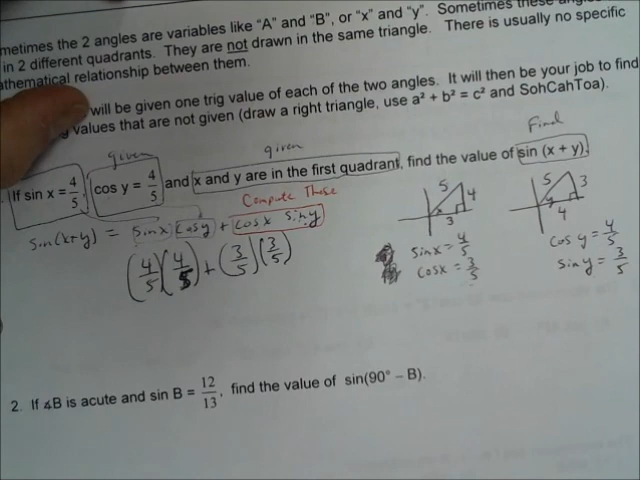 metimes the 2 angles are variables like "A" and "B", or "x" and "y". Sometimes these
in 2 different quadrants. They are not drawn in the same triangle. There is usually no specific
athematical relationship between them.
will be given one trig value of each of the two angles. It will then be your job to find
values that are not given (draw a right triangle, use a² + b² = c² and SohCahToa).
given given Find
If sin x = 4/5, cos y = 4/5 and x and y are in the first quadrant, find the value of sin (x + y).
Compute These
sin(x+y) = sinx cosy + cosx siny
(4/5)(4/5) + (3/5)(3/5)
5 4 3
sinx = 4/5
cosx = 3/5
5 3 4
cos y = 4/5
sin y = 3/5
2. If ∡B is acute and sin B = 12/13, find the value of sin(90° – B).